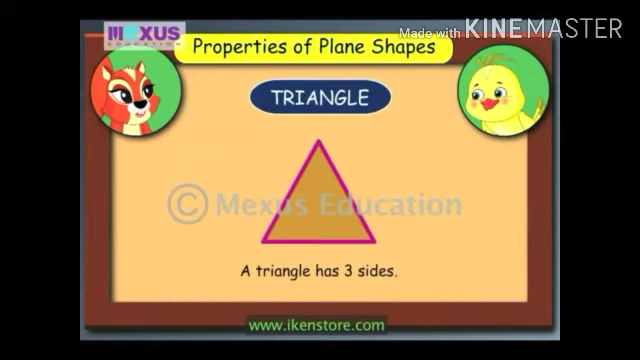 Made with KINEMASTER
MEXUS
EDUCATION
Properties of Plane Shapes
TRIANGLE
© Mexus Education
A triangle has 3 sides.
www.ikenstore.com